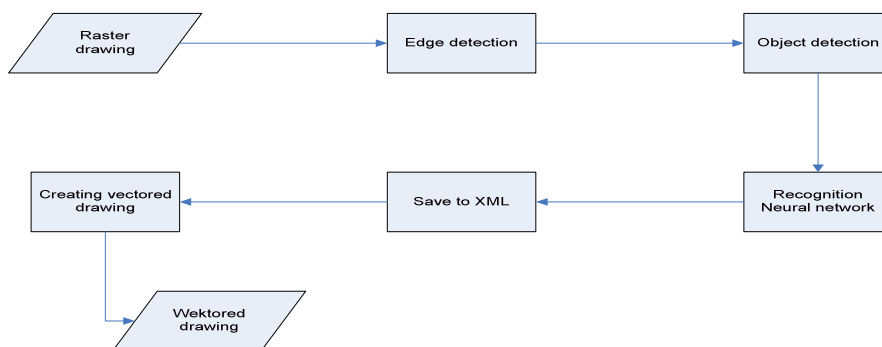 Raster
drawing
Edge detection
Object detection
Recognition
Neural network
Save to XML
Creating vectored
drawing
Wektored
drawing